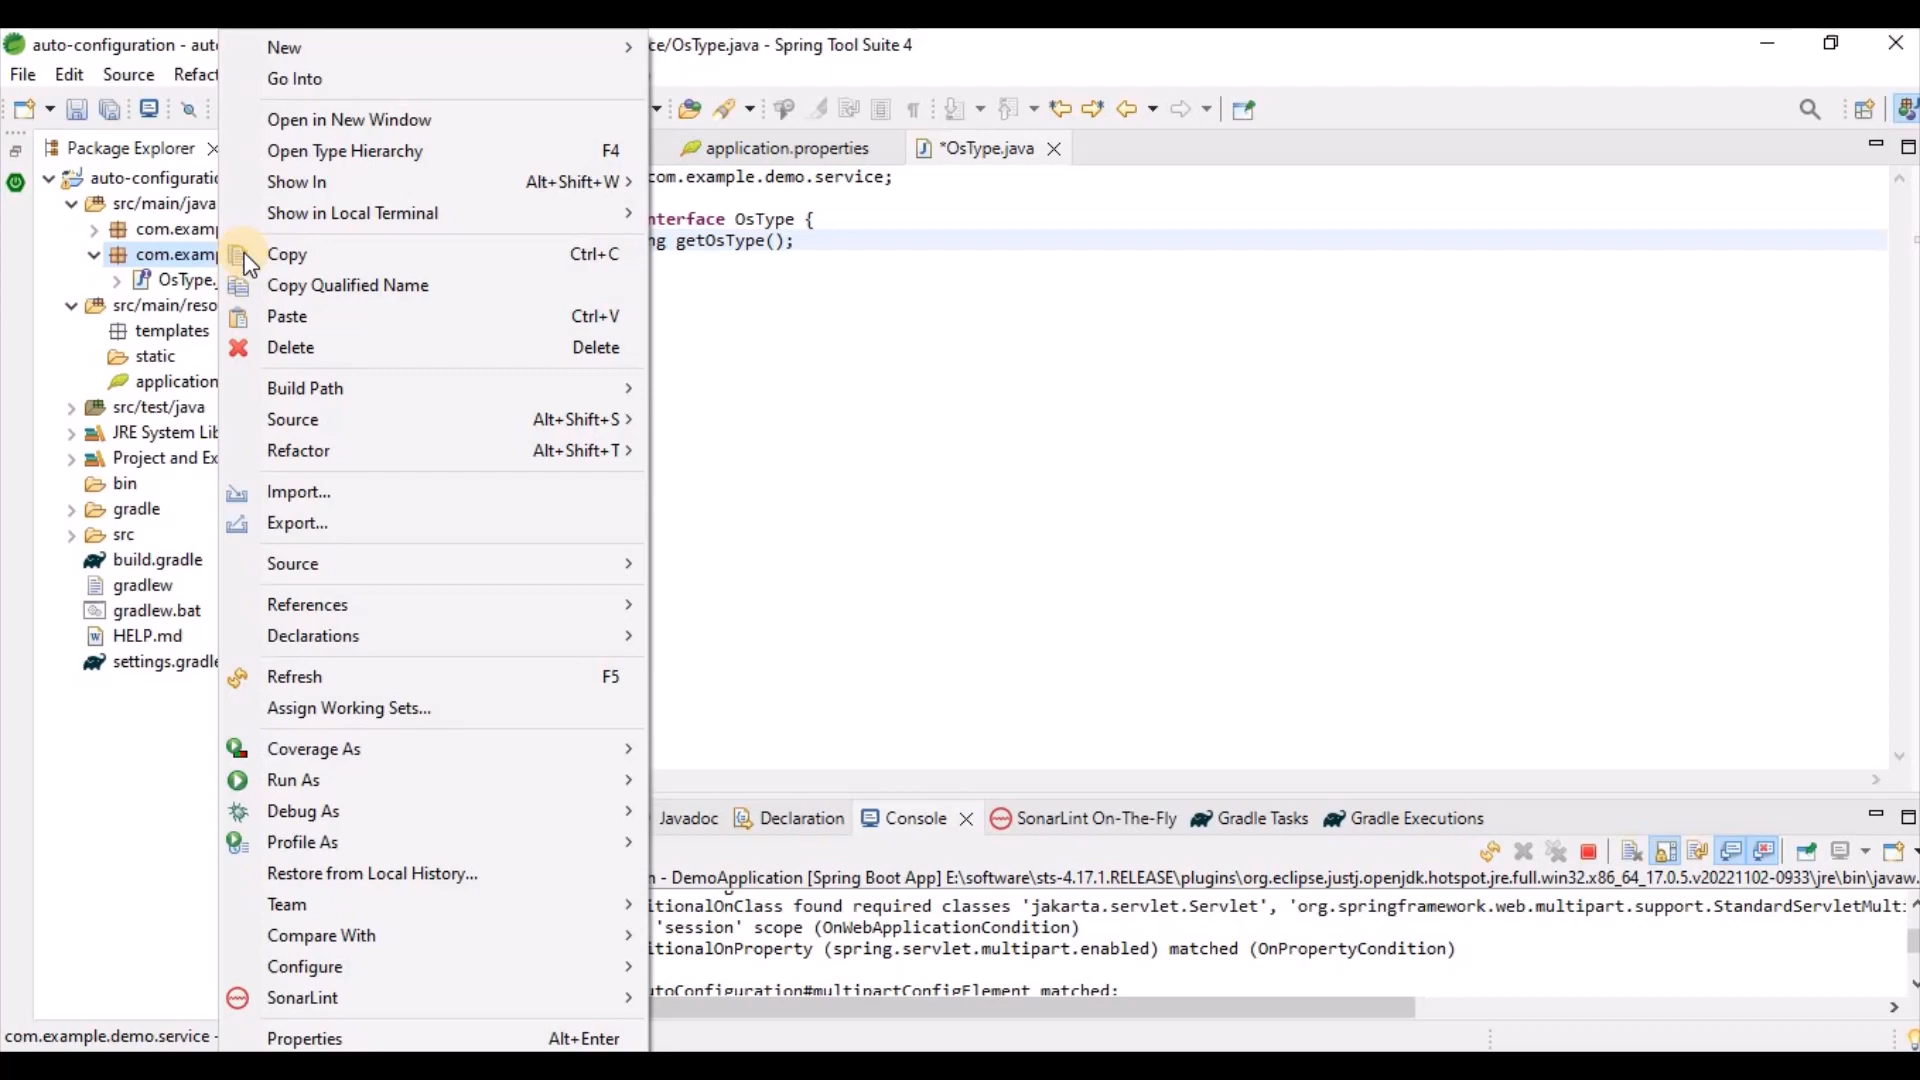 auto-configuration - aut
ce/OsType.java - Spring Tool Suite 4
File Edit Source Refact
Package Explorer
auto-configuratio
src/main/java
com.examp
com.examp
OsType.
src/main/reso
templates
static
application
src/test/java
JRE System Lib
Project and Ex
bin
gradle
src
build.gradle
gradlew
gradlew.bat
HELP.md
settings.gradle
com.example.demo.service -
New
Go Into
Open in New Window
Open Type Hierarchy F4
Show In Alt+Shift+W
Show in Local Terminal
Copy Ctrl+C
Copy Qualified Name
Paste Ctrl+V
Delete Delete
Build Path
Source Alt+Shift+S
Refactor Alt+Shift+T
Import...
Export...
Source
References
Declarations
Refresh F5
Assign Working Sets...
Coverage As
Run As
Debug As
Profile As
Restore from Local History...
Team
Compare With
Configure
SonarLint
Properties Alt+Enter
application.properties *OsType.java
com.example.demo.service;
nterface OsType {
ng getOsType();
Javadoc Declaration Console SonarLint On-The-Fly Gradle Tasks Gradle Executions
n - DemoApplication [Spring Boot App] E:\software\sts-4.17.1.RELEASE\plugins\org.eclipse.justj.openjdk.hotspot.jre.full.win32.x86_64_17.0.5.v20221102-0933\jre\bin\javaw.
itionalOnClass found required classes 'jakarta.servlet.Servlet', 'org.springframework.web.multipart.support.StandardServletMulti
'session' scope (OnWebApplicationCondition)
itionalOnProperty (spring.servlet.multipart.enabled) matched (OnPropertyCondition)
utoConfiguration#multipartConfigElement matched: